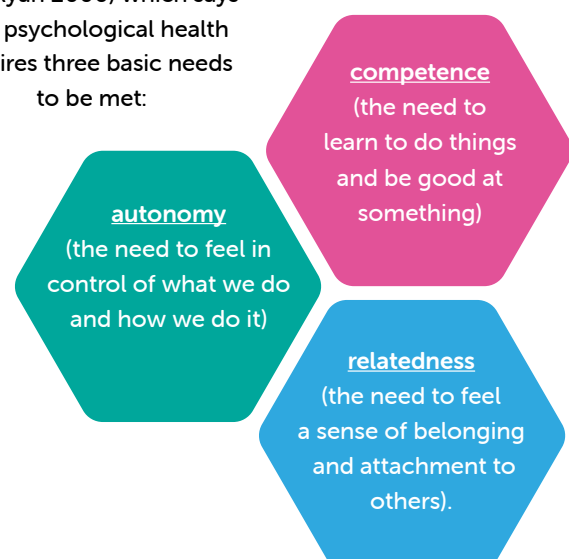 psychological health
three basic needs
to be met:
competence
(the need to
learn to do things
and be good at
something)
autonomy
(the need to feel in
control of what we do
and how we do it)
relatedness
(the need to feel
a sense of belonging
and attachment to
others).